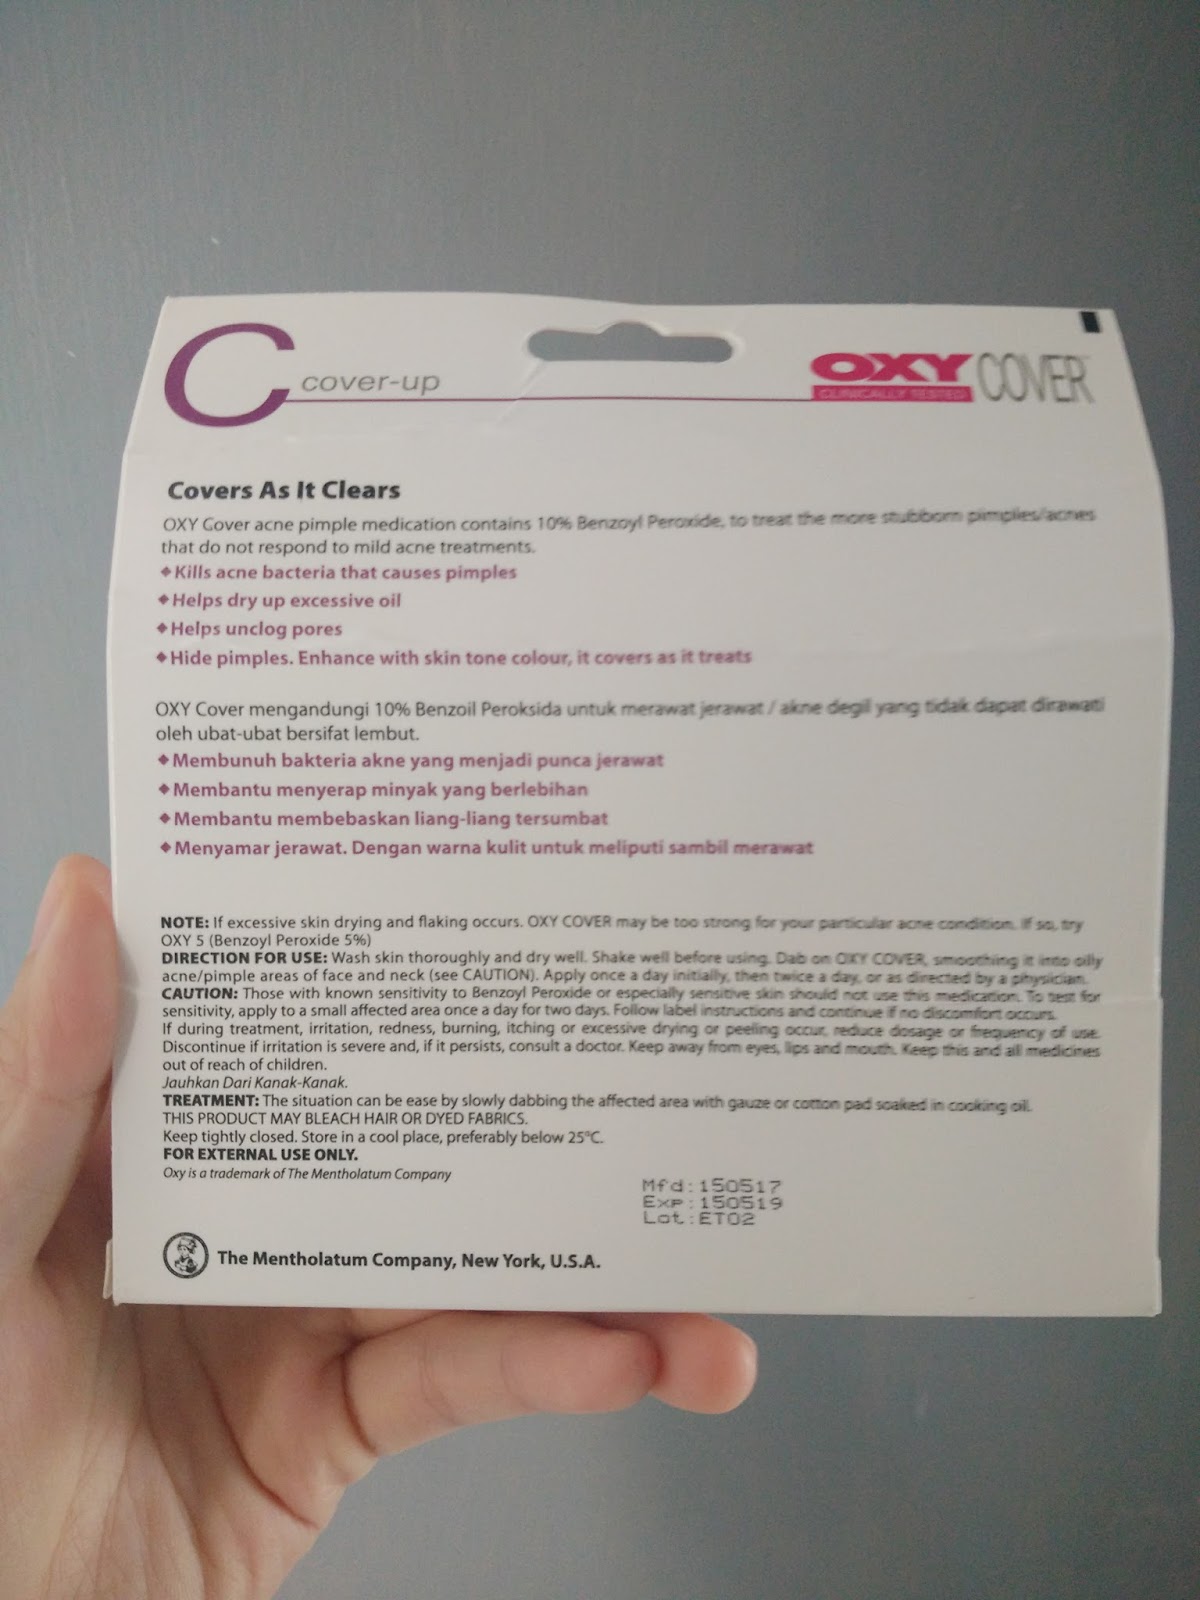 C cover-up
OXY COVER™
CLINICALLY TESTED
Covers As It Clears
OXY Cover acne pimple medication contains 10% Benzoyl Peroxide, to treat the more stubborn pimples/acnes
that do not respond to mild acne treatments.
◆Kills acne bacteria that causes pimples
◆Helps dry up excessive oil
◆Helps unclog pores
◆Hide pimples. Enhance with skin tone colour, it covers as it treats
OXY Cover mengandungi 10% Benzoil Peroksida untuk merawat jerawat / akne degil yang tidak dapat dirawati
oleh ubat-ubat bersifat lembut.
◆Membunuh bakteria akne yang menjadi punca jerawat
◆Membantu menyerap minyak yang berlebihan
◆Membantu membebaskan liang-liang tersumbat
◆Menyamar jerawat. Dengan warna kulit untuk meliputi sambil merawat
NOTE: If excessive skin drying and flaking occurs. OXY COVER may be too strong for your particular acne condition. If so, try
OXY 5 (Benzoyl Peroxide 5%)
DIRECTION FOR USE: Wash skin thoroughly and dry well. Shake well before using. Dab on OXY COVER, smoothing it into oily
acne/pimple areas of face and neck (see CAUTION). Apply once a day initially, then twice a day, or as directed by a physician.
CAUTION: Those with known sensitivity to Benzoyl Peroxide or especially sensitive skin should not use this medication. To test for
sensitivity, apply to a small affected area once a day for two days. Follow label instructions and continue if no discomfort occurs.
If during treatment, irritation, redness, burning, itching or excessive drying or peeling occur, reduce dosage or frequency of use.
Discontinue if irritation is severe and, if it persists, consult a doctor. Keep away from eyes, lips and mouth. Keep this and all medicines
out of reach of children.
Jauhkan Dari Kanak-Kanak.
TREATMENT: The situation can be ease by slowly dabbing the affected area with gauze or cotton pad soaked in cooking oil.
THIS PRODUCT MAY BLEACH HAIR OR DYED FABRICS.
Keep tightly closed. Store in a cool place, preferably below 25°C.
FOR EXTERNAL USE ONLY.
Oxy is a trademark of The Mentholatum Company
Mfd:150517
Exp:150519
Lot:ET02
The Mentholatum Company, New York, U.S.A.